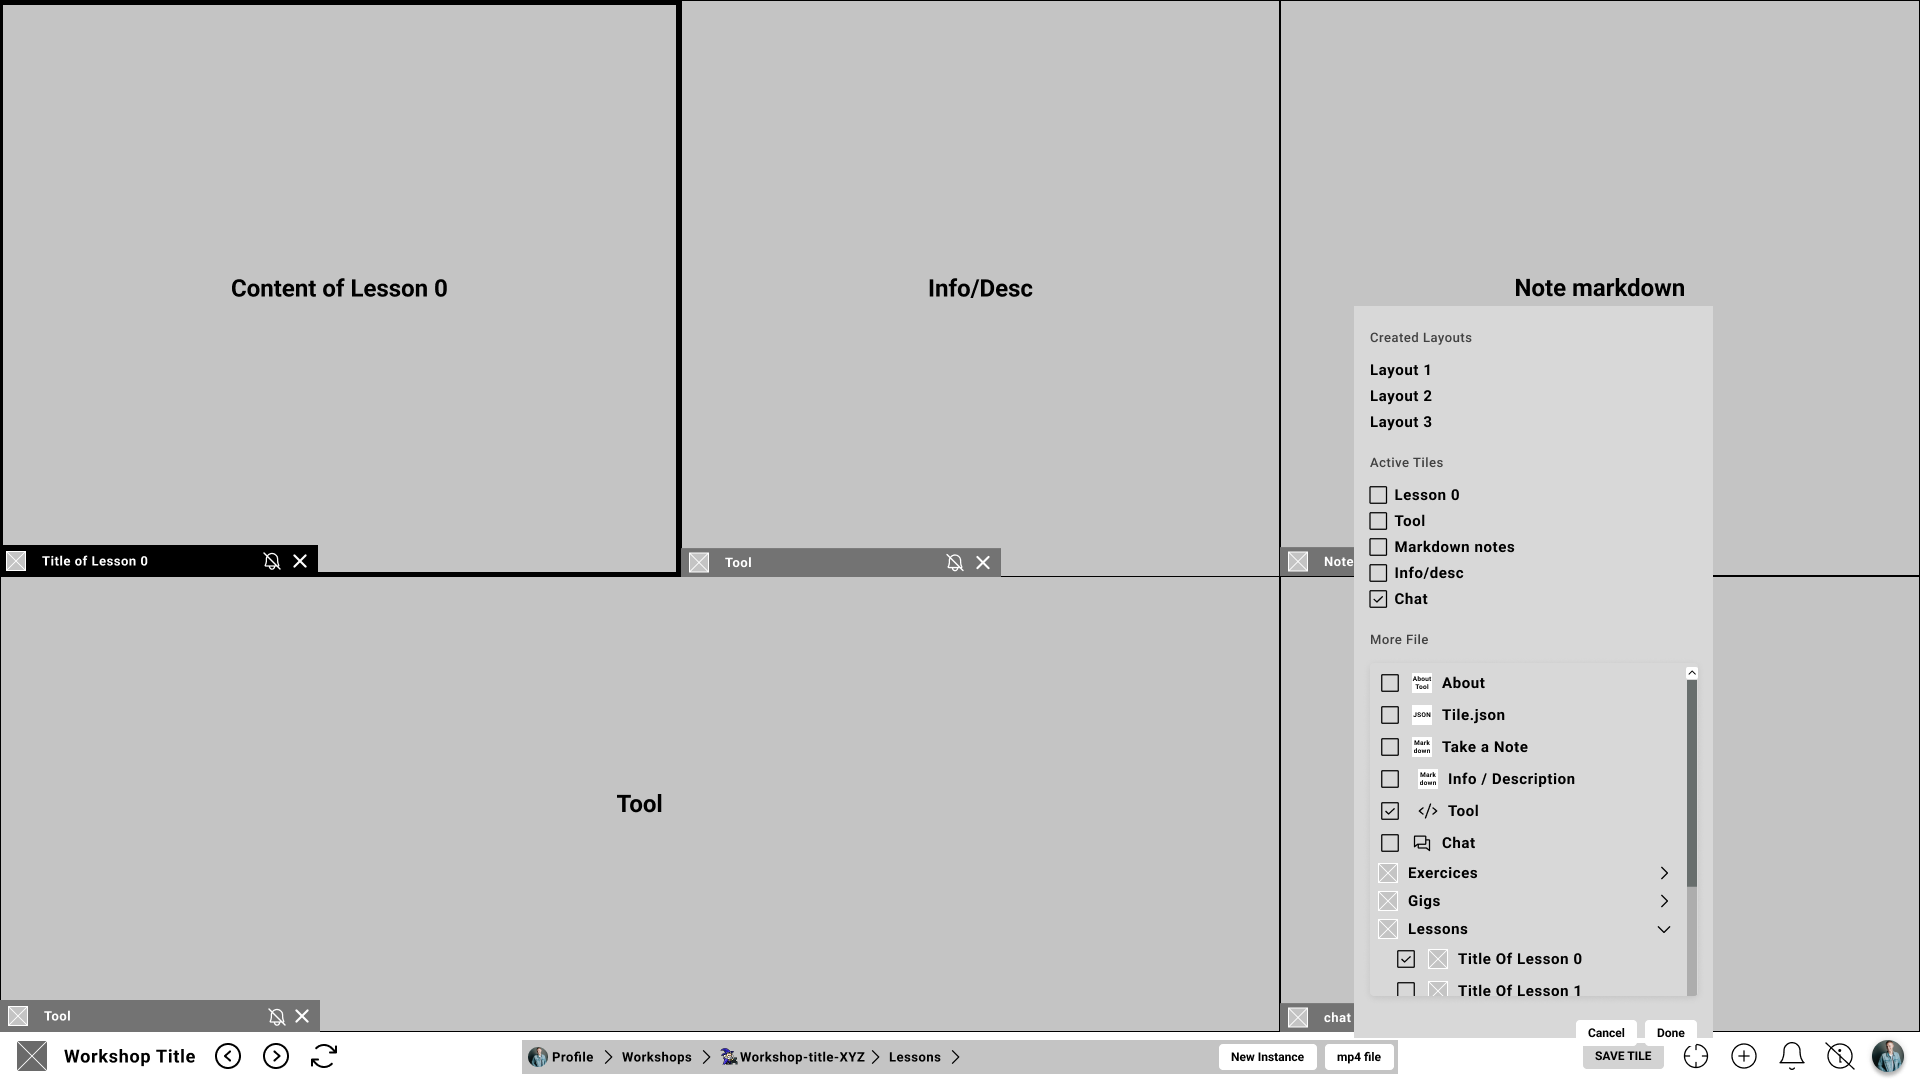 Content of Lesson 0
Info/Desc
Note markdown
Title of Lesson 0
Tool
Note
Tool
Tool
chat
Created Layouts
Layout 1
Layout 2
Layout 3
Active Tiles
Lesson 0
Tool
Markdown notes
Info/desc
Chat
More File
About
Tool
About
JSON
Tile.json
Mark
down
Take a Note
Mark
down
Info / Description
</> Tool
Chat
Exercices
Gigs
Lessons
Title Of Lesson 0
Title Of Lesson 1
Cancel
Done
Workshop Title
Profile
Workshops
Workshop-title-XYZ
Lessons
New Instance
mp4 file
SAVE TILE